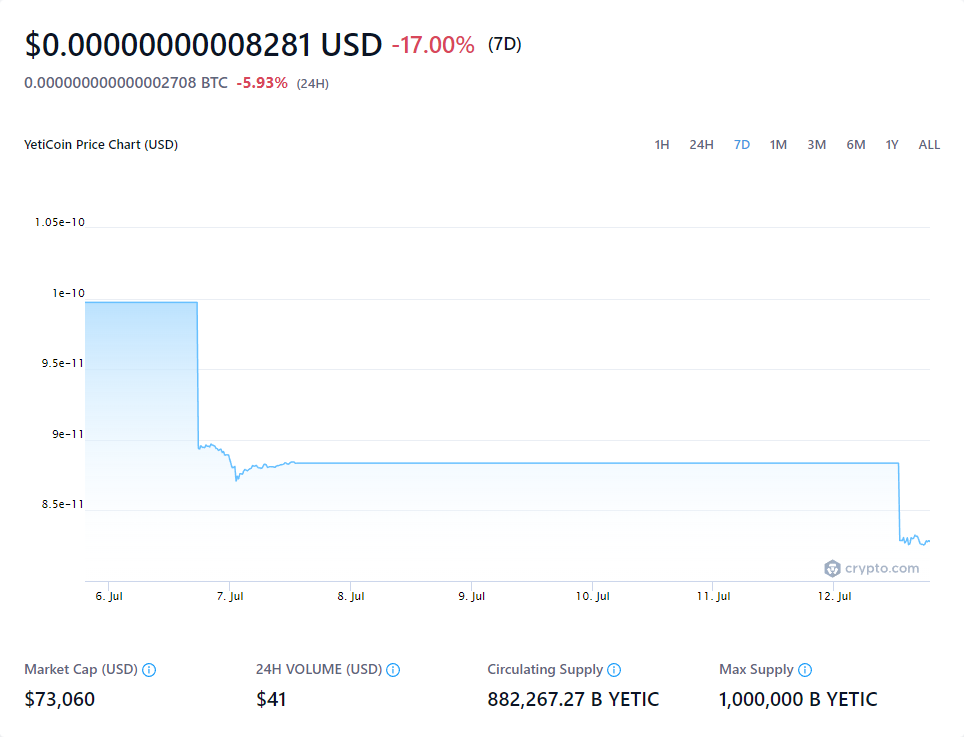 $0.00000000008281 USD -17.00% (7D)
0.000000000000002708 BTC -5.93% (24H)
YetiCoin Price Chart (USD) 1H 24H 7D 1M 3M 6M 1Y ALL
1.05e-10
1e-10
9.5e-11
9e-11
8.5e-11
crypto.com
6. Jul 7. Jul 8. Jul 9. Jul 10. Jul 11. Jul 12. Jul
Market Cap (USD) 24H VOLUME (USD) Circulating Supply Max Supply
$73,060 $41 882,267.27 B YETIC 1,000,000 B YETIC